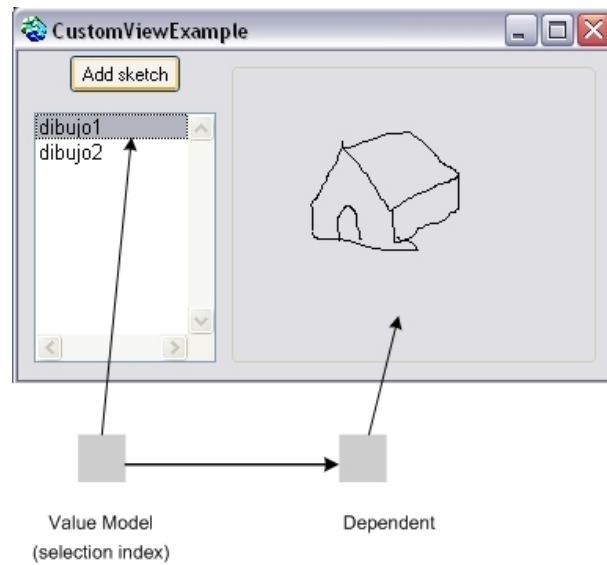 CustomViewExample
Add sketch
dibujo1
dibujo2
Value Model
(selection index)
Dependent